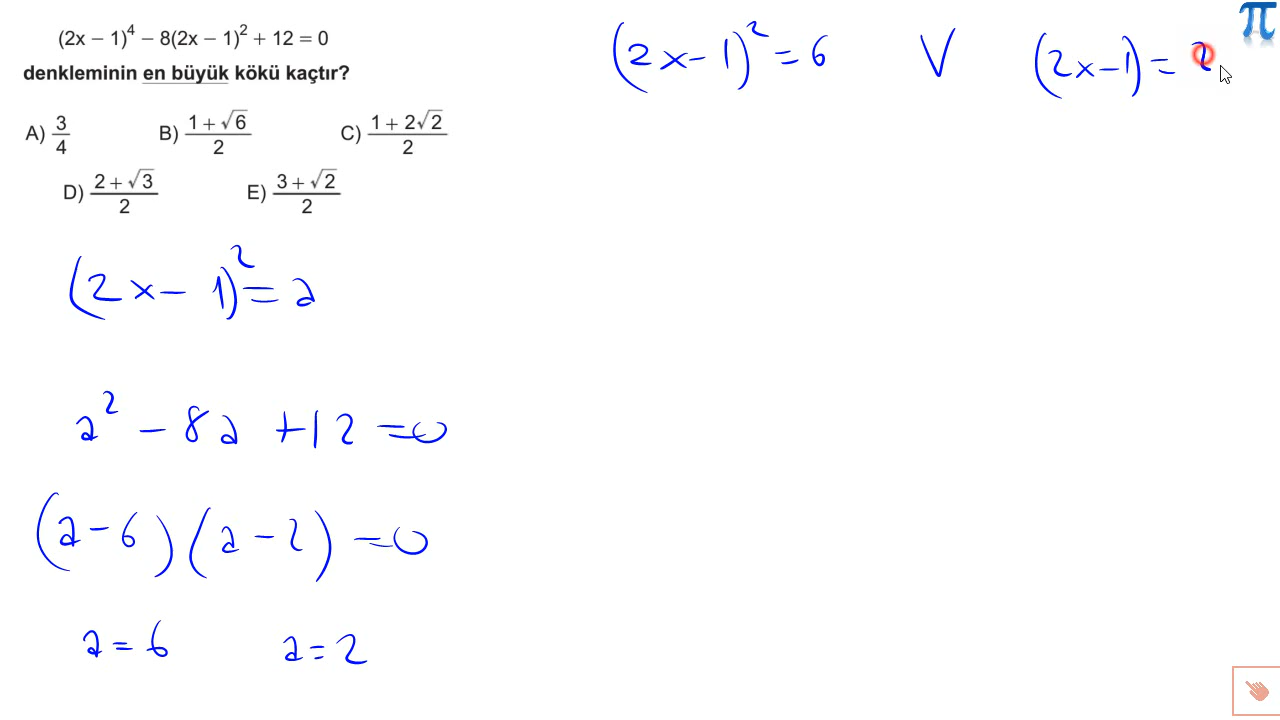 (2x − 1)⁴ − 8(2x − 1)² + 12 = 0
denkleminin en büyük kökü kaçtır?
A) 3/4 B) (1 + √6)/2 C) (1 + 2√2)/2
D) (2 + √3)/2 E) (3 + √2)/2
(2x − 1)² = a
a² − 8a + 12 = 0
(a − 6)(a − 2) = 0
a = 6 a = 2
(2x − 1)² = 6 V (2x − 1) = 2
π